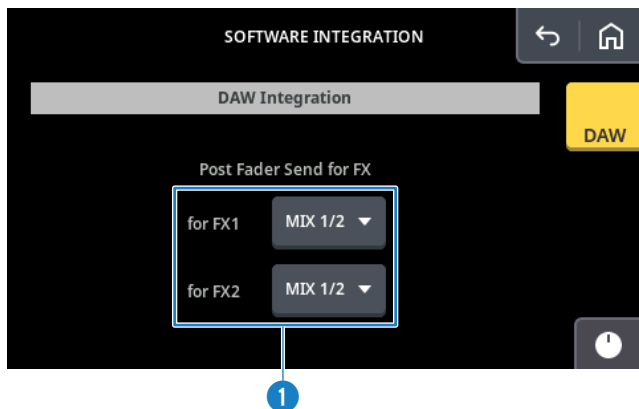 SOFTWARE INTEGRATION
DAW Integration
DAW
Post Fader Send for FX
for FX1 MIX 1/2
for FX2 MIX 1/2
1